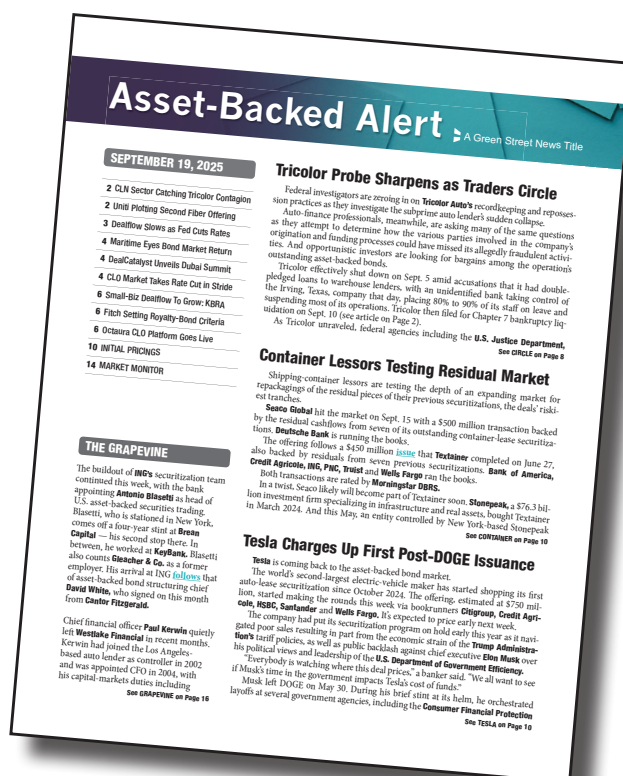 Asset-Backed Alert
A Green Street News Title
SEPTEMBER 19, 2025
2 CLN Sector Catching Tricolor Contagion
2 Uniti Plotting Second Fiber Offering
3 Dealflow Slows as Fed Cuts Rates
4 Maritime Eyes Bond Market Return
4 DealCatalyst Unveils Dubai Summit
4 CLO Market Takes Rate Cut in Stride
6 Small-Biz Dealflow To Grow: KBRA
6 Fitch Setting Royalty-Bond Criteria
6 Octaura CLO Platform Goes Live
10 INITIAL PRICINGS
14 MARKET MONITOR
THE GRAPEVINE
The buildout of ING's securitization team
continued this week, with the bank
appointing Antonio Blasetti as head of
U.S. asset-backed securities trading.
Blasetti, who is stationed in New York,
comes off a four-year stint at Brean
Capital — his second stop there. In
between, he worked at KeyBank. Blasetti
also counts Gleacher & Co. as a former
employer. His arrival at ING follows that
of asset-backed bond structuring chief
David White, who signed on this month
from Cantor Fitzgerald.
Chief financial officer Paul Kerwin quietly
left Westlake Financial in recent months.
Kerwin had joined the Los Angeles-
based auto lender as controller in 2002
and was appointed CFO in 2004, with
his capital-markets duties including
See GRAPEVINE on Page 16
Tricolor Probe Sharpens as Traders Circle
Federal investigators are zeroing in on Tricolor Auto's recordkeeping and reposses-
sion practices as they investigate the subprime auto lender's sudden collapse.
Auto-finance professionals, meanwhile, are asking many of the same questions
as they attempt to determine how the various parties involved in the company's
origination and funding processes could have missed its allegedly fraudulent activi-
ties. And opportunistic investors are looking for bargains among the operation's
outstanding asset-backed bonds.
Tricolor effectively shut down on Sept. 5 amid accusations that it had double-
pledged loans to warehouse lenders, with an unidentified bank taking control of
the Irving, Texas, company that day, placing 80% to 90% of its staff on leave and
suspending most of its operations. Tricolor then filed for Chapter 7 bankruptcy liq-
uidation on Sept. 10 (see article on Page 2).
As Tricolor unraveled, federal agencies including the U.S. Justice Department,
See CIRCLE on Page 8
Container Lessors Testing Residual Market
Shipping-container lessors are testing the depth of an expanding market for
repackagings of the residual pieces of their previous securitizations, the deals' riski-
est tranches.
Seaco Global hit the market on Sept. 15 with a $500 million transaction backed
by the residual cashflows from seven of its outstanding container-lease securitiza-
tions. Deutsche Bank is running the books.
The offering follows a $450 million issue that Textainer completed on June 27,
also backed by residuals from seven previous securitizations. Bank of America,
Credit Agricole, ING, PNC, Truist and Wells Fargo ran the books.
Both transactions are rated by Morningstar DBRS.
In a twist, Seaco likely will become part of Textainer soon. Stonepeak, a $76.3 bil-
lion investment firm specializing in infrastructure and real assets, bought Textainer
in March 2024. And this May, an entity controlled by New York-based Stonepeak
See CONTAINER on Page 10
Tesla Charges Up First Post-DOGE Issuance
Tesla is coming back to the asset-backed bond market.
The world's second-largest electric-vehicle maker has started shopping its first
auto-lease securitization since October 2024. The offering, estimated at $750 mil-
lion, started making the rounds this week via bookrunners Citigroup, Credit Agri-
cole, HSBC, Santander and Wells Fargo. It's expected to price early next week.
The company had put its securitization program on hold early this year as it navi-
gated poor sales resulting in part from the economic strain of the Trump Administra-
tion's tariff policies, as well as public backlash against chief executive Elon Musk over
his political views and leadership of the U.S. Department of Government Efficiency.
"Everybody is watching where this deal prices," a banker said. "We all want to see
if Musk's time in the government impacts Tesla's cost of funds."
Musk left DOGE on May 30. During his brief stint at its helm, he orchestrated
layoffs at several government agencies, including the Consumer Financial Protection
See TESLA on Page 10